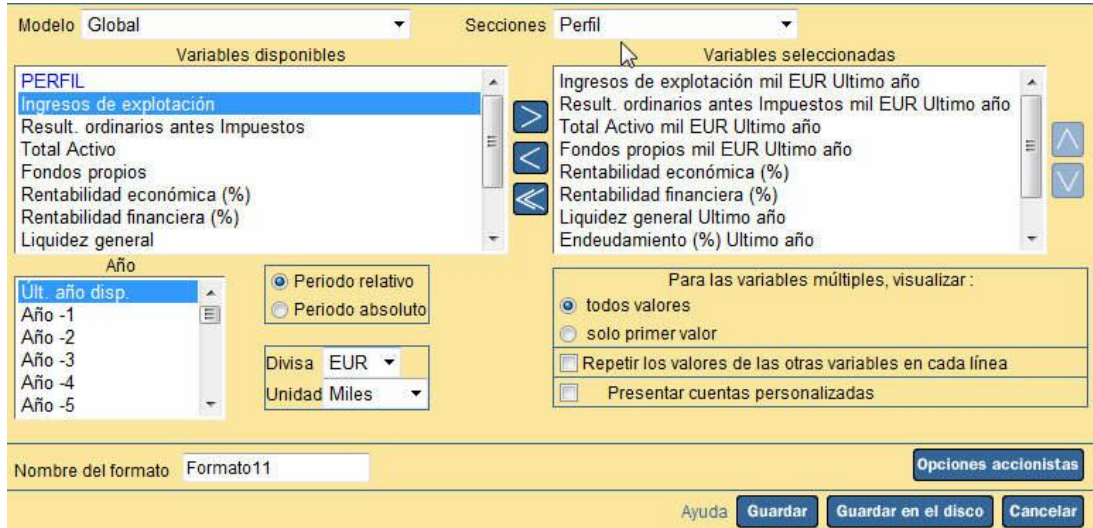 Modelo Global Secciones Perfil
Variables disponibles
PERFIL
Ingresos de explotación
Result. ordinarios antes Impuestos
Total Activo
Fondos propios
Rentabilidad económica (%)
Rentabilidad financiera (%)
Liquidez general
Variables seleccionadas
Ingresos de explotación mil EUR Ultimo año
Result. ordinarios antes Impuestos mil EUR Ultimo año
Total Activo mil EUR Ultimo año
Fondos propios mil EUR Ultimo año
Rentabilidad económica (%)
Rentabilidad financiera (%)
Liquidez general Ultimo año
Endeudamiento (%) Ultimo año
Año
Últ. año disp.
Año -1
Año -2
Año -3
Año -4
Año -5
Periodo relativo
Periodo absoluto
Divisa EUR
Unidad Miles
Para las variables múltiples, visualizar :
todos valores
solo primer valor
Repetir los valores de las otras variables en cada línea
Presentar cuentas personalizadas
Nombre del formato Formato11
Opciones accionistas
Ayuda Guardar Guardar en el disco Cancelar